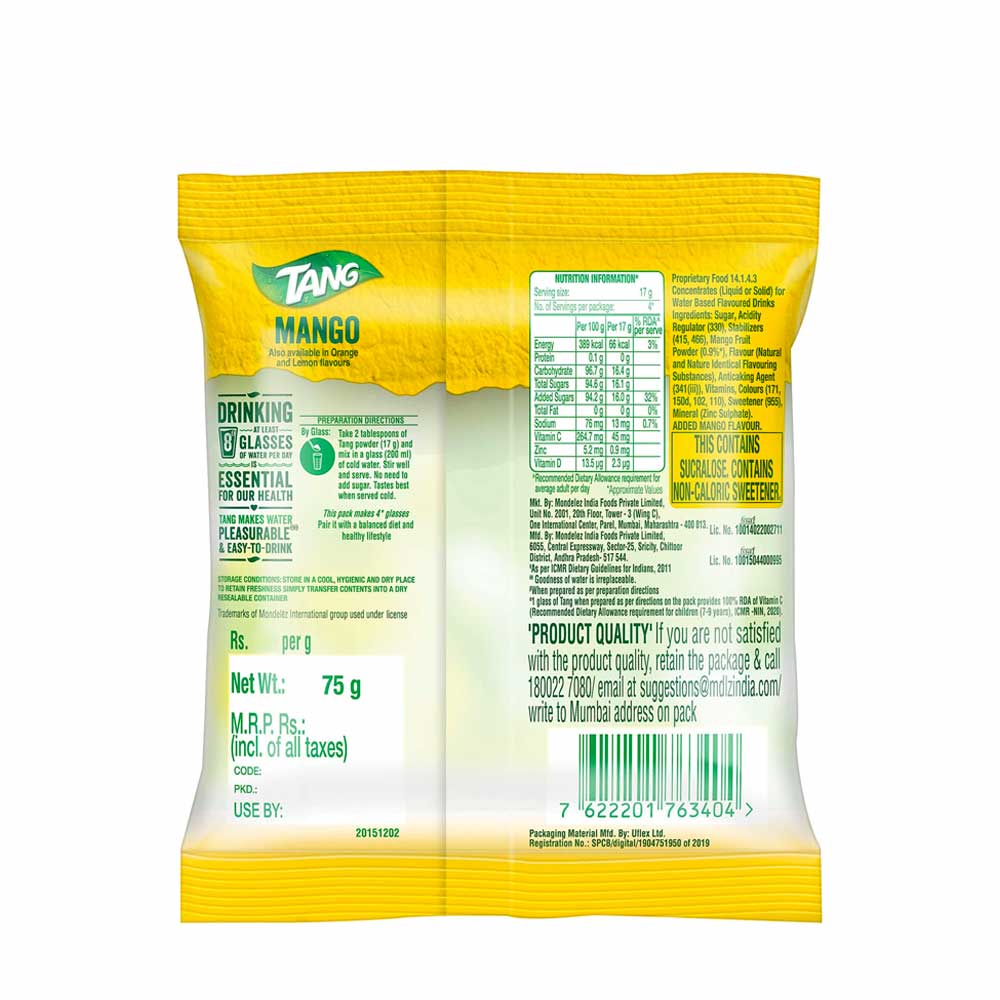 TANG
MANGO
Also available in Orange
and Lemon flavours
DRINKING
AT LEAST
8 GLASSES
OF WATER PER DAY
IS
ESSENTIAL
FOR OUR HEALTH
TANG MAKES WATER
PLEASURABLE
& EASY-TO-DRINK
PREPARATION DIRECTIONS
By Glass: Take 2 tablespoons of
Tang powder (17 g) and
mix in a glass (200 ml)
of cold water. Stir well
and serve. No need to
add sugar. Tastes best
when served cold.
This pack makes 4* glasses
Pair it with a balanced diet and
healthy lifestyle
STORAGE CONDITIONS: STORE IN A COOL, HYGIENIC AND DRY PLACE
TO RETAIN FRESHNESS SIMPLY TRANSFER CONTENTS INTO A DRY
RESEALABLE CONTAINER
Trademarks of Mondelēz International group used under license
Rs. per g
Net Wt.: 75 g
M.R.P. Rs.:
(incl. of all taxes)
CODE:
PKD.:
USE BY:
20151202
NUTRITION INFORMATION*
Serving size: 17 g
No. of Servings per package: 4*
Per 100 g Per 17 g % RDA^ per serve
Energy 389 kcal 66 kcal 3%
Protein 0.1 g 0 g
Carbohydrate 96.7 g 16.4 g
Total Sugars 94.6 g 16.1 g
Added Sugars 94.2 g 16.0 g 32%
Total Fat 0 g 0 g 0%
Sodium 76 mg 13 mg 0.7%
Vitamin C 264.7 mg 45 mg
Zinc 5.2 mg 0.9 mg
Vitamin D 13.5 µg 2.3 µg
^Recommended Dietary Allowance requirement for
average adult per day *Approximate Values
Proprietary Food 14.1.4.3
Concentrates (Liquid or Solid) for
Water Based Flavoured Drinks
Ingredients: Sugar, Acidity
Regulator (330), Stabilizers
(415, 466), Mango Fruit
Powder (0.9%*), Flavour (Natural
and Nature Identical Flavouring
Substances), Anticaking Agent
(341(iii)), Vitamins, Colours (171,
150d, 102, 110), Sweetener (955),
Mineral (Zinc Sulphate).
ADDED MANGO FLAVOUR.
THIS CONTAINS
SUCRALOSE. CONTAINS
NON-CALORIC SWEETENER.
Mkt. By: Mondelez India Foods Private Limited,
Unit No. 2001, 20th Floor, Tower - 3 (Wing C),
One International Center, Parel, Mumbai, Maharashtra - 400 013.
fssai
Lic. No. 10014022002711
Mfd. By: Mondelez India Foods Private Limited,
6055, Central Expressway, Sector-25, Sricity, Chittoor
District, Andhra Pradesh- 517 544.
fssai
Lic. No. 10015044000995
As per ICMR Dietary Guidelines for Indians, 2011
Goodness of water is irreplaceable.
When prepared as per preparation directions
1 glass of Tang when prepared as per directions on the pack provides 100% RDA of Vitamin C
(Recommended Dietary Allowance requirement for children (7-9 years), ICMR -NIN, 2020).
'PRODUCT QUALITY' If you are not satisfied
with the product quality, retain the package & call
180022 7080/ email at suggestions@mdlzindia.com/
write to Mumbai address on pack
7 622201 763404 >
Packaging Material Mfd. By: Uflex Ltd.
Registration No.: SPCB/digital/1904751950 of 2019